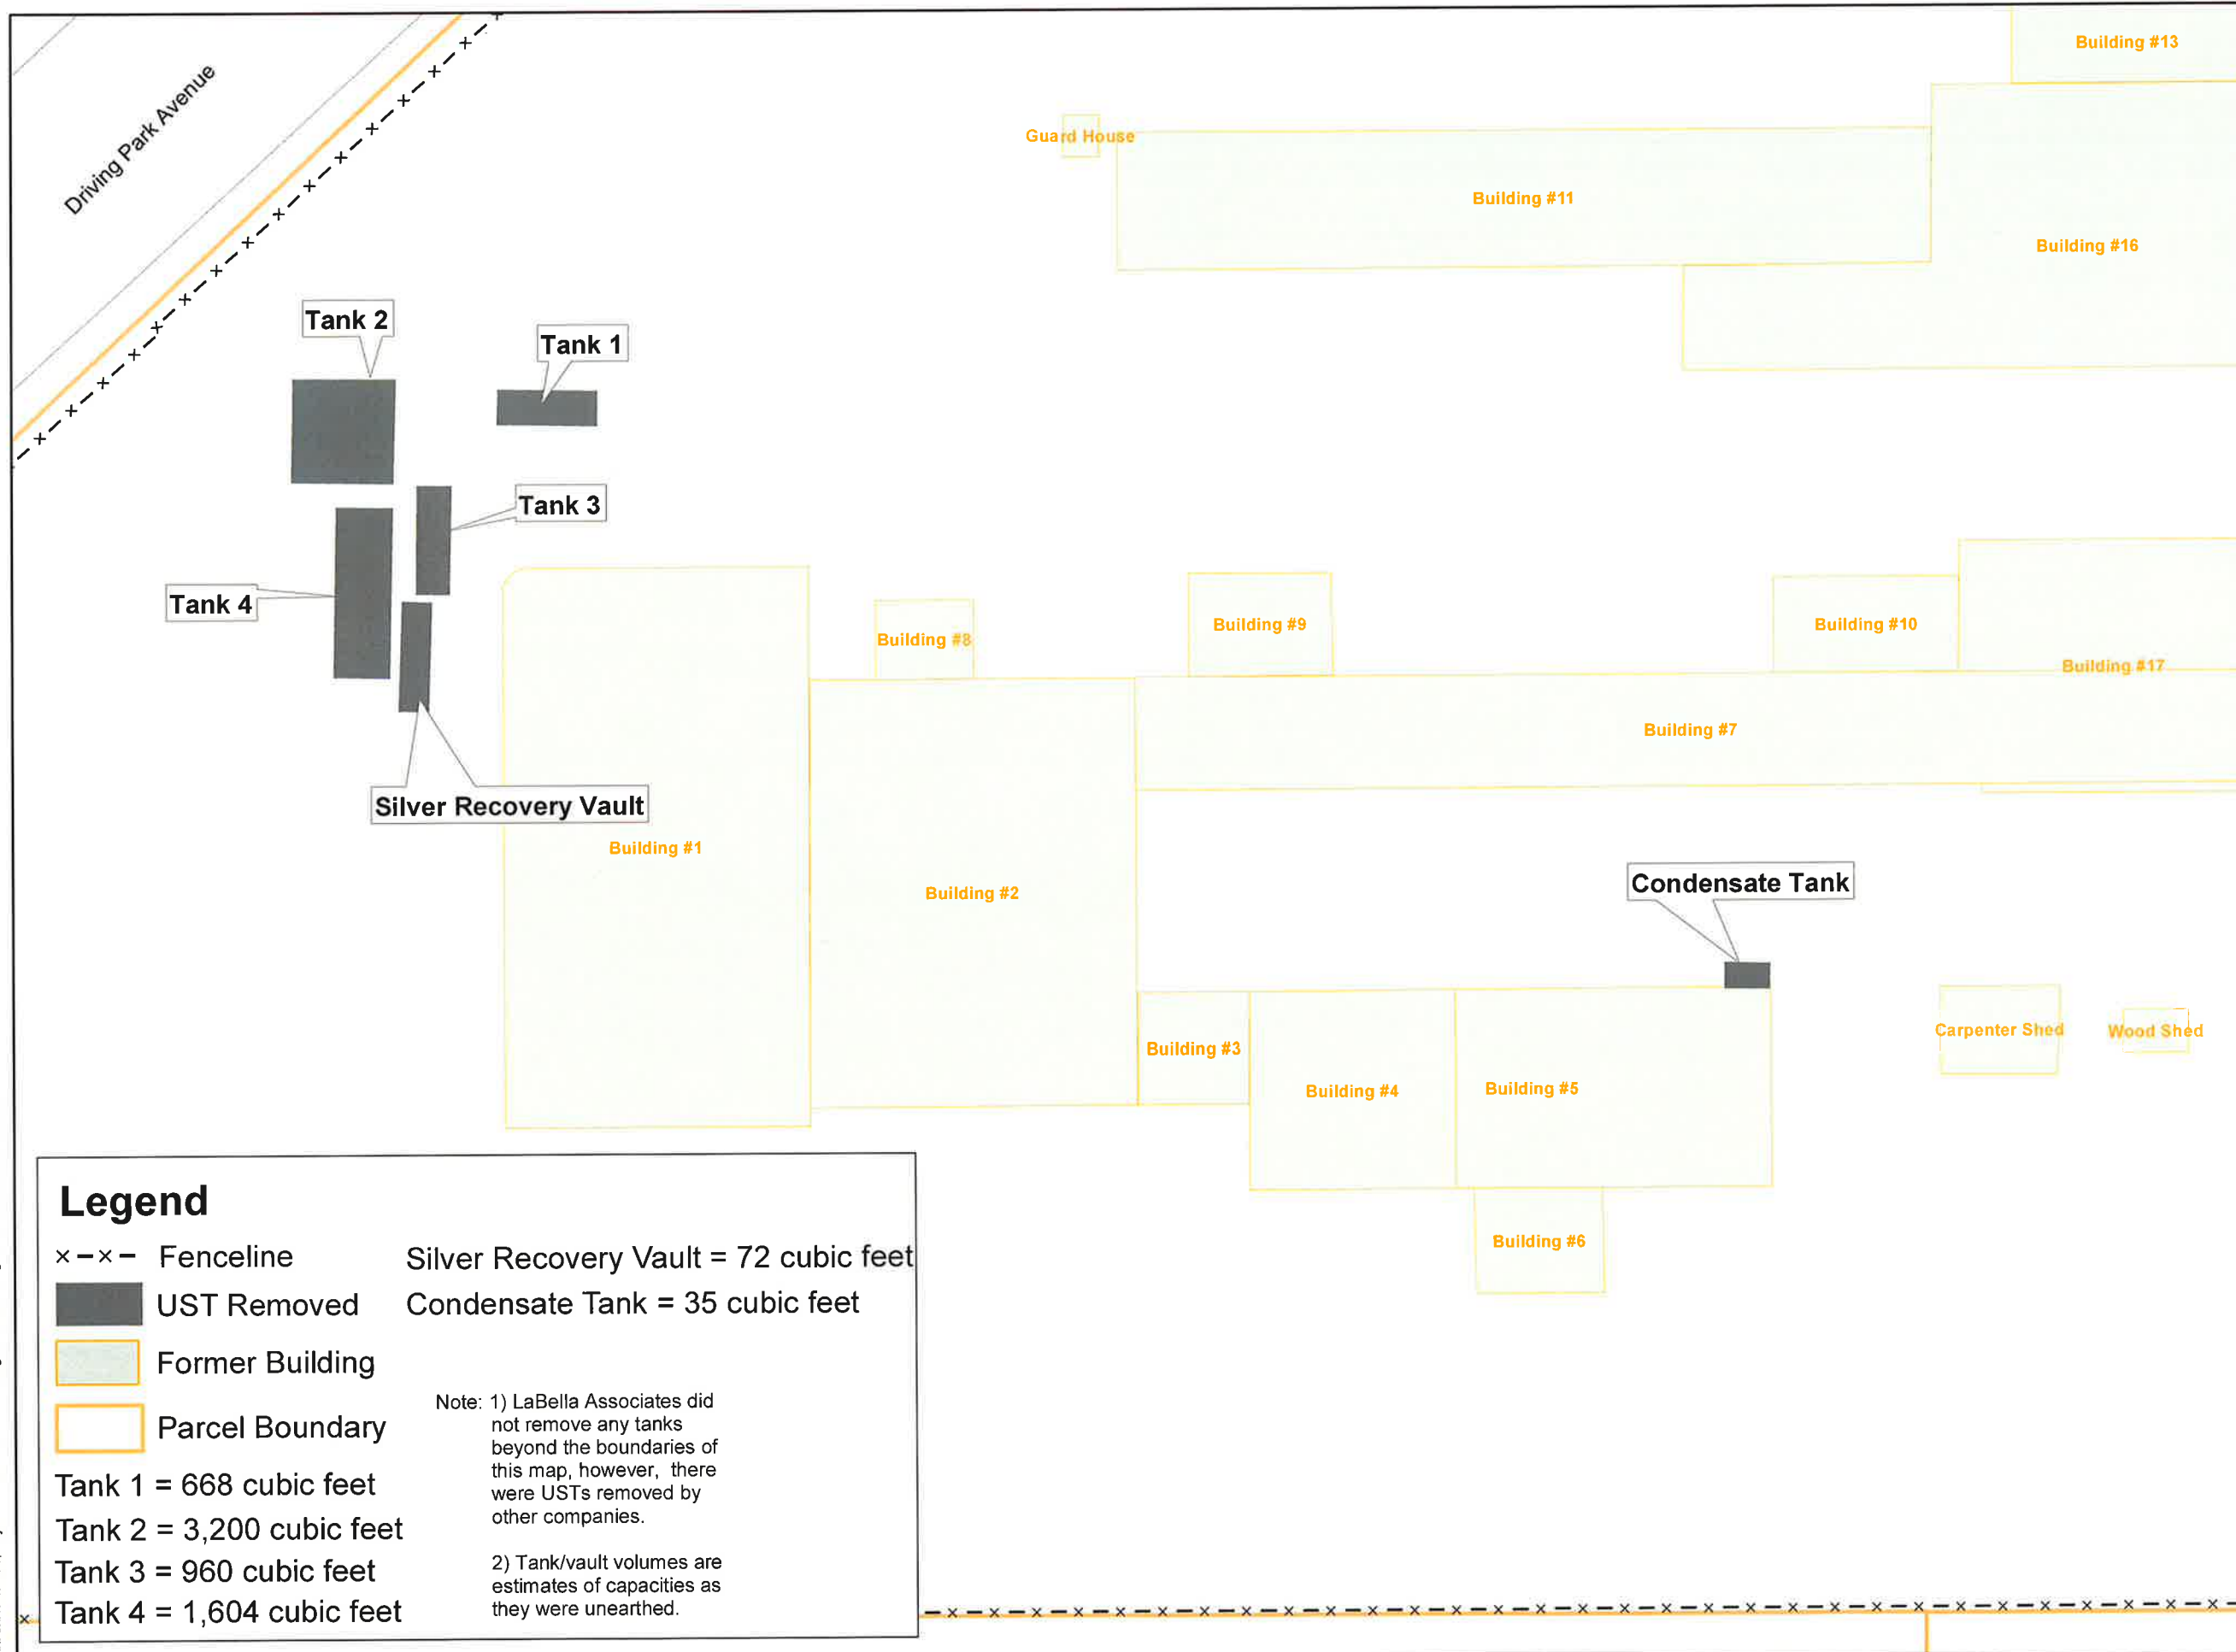 Building #13
Driving Park Avenue
Guard House
Building #11
Building #16
Tank 2
Tank 1
Tank 3
Tank 4
Building #8
Building #9
Building #10
Building #17
Building #7
Silver Recovery Vault
Building #1
Building #2
Condensate Tank
Building #3
Building #4
Building #5
Carpenter Shed
Wood Shed
Building #6
Legend
Fenceline
UST Removed
Former Building
Parcel Boundary
Silver Recovery Vault = 72 cubic feet
Condensate Tank = 35 cubic feet
Tank 1 = 668 cubic feet
Tank 2 = 3,200 cubic feet
Tank 3 = 960 cubic feet
Tank 4 = 1,604 cubic feet
Note: 1) LaBella Associates did
not remove any tanks
beyond the boundaries of
this map, however, there
were USTs removed by
other companies.
2) Tank/vault volumes are
estimates of capacities as
they were unearthed.